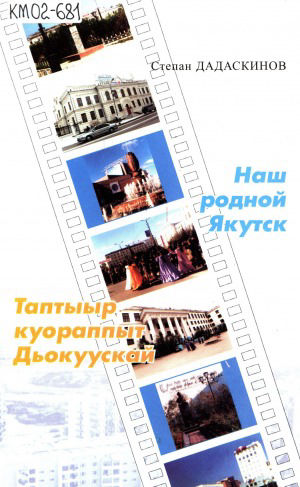 КМ02-681
Степан ДАДАСКИНОВ
Наш
родной
Якутск
Таптыыр
куораппыт
Дьокуускай